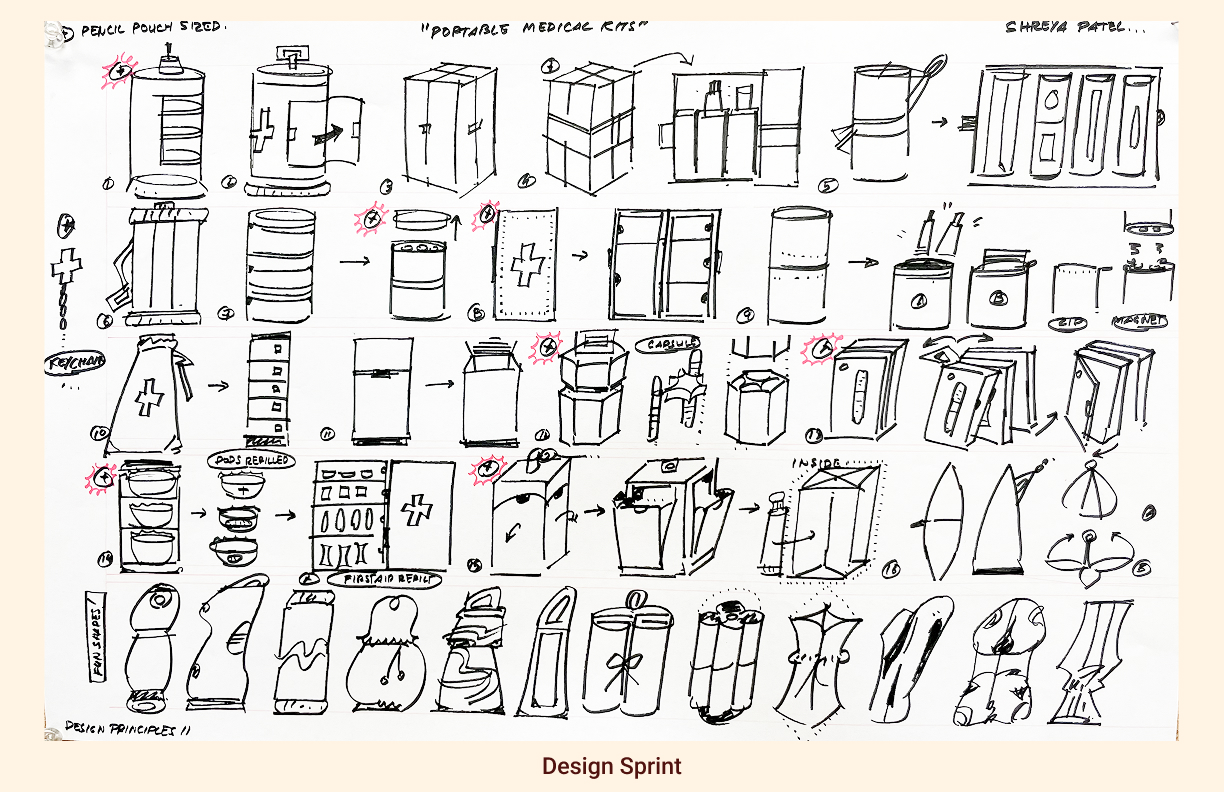 PENCIL POUCH SIZED.
"PORTABLE MEDICAL KITS"
SHREYA PATEL...
1
2
3
4
5
6
7
8
9
A
B
ZIP
MAGNET
KEYCHAIN
10
11
12
CAPSULE
13
14
PODS REFILLED
FIRSTAID REFILL
15
INSIDE
16
A
B
FUN SHAPES!
DESIGN PRINCIPLES II
Design Sprint